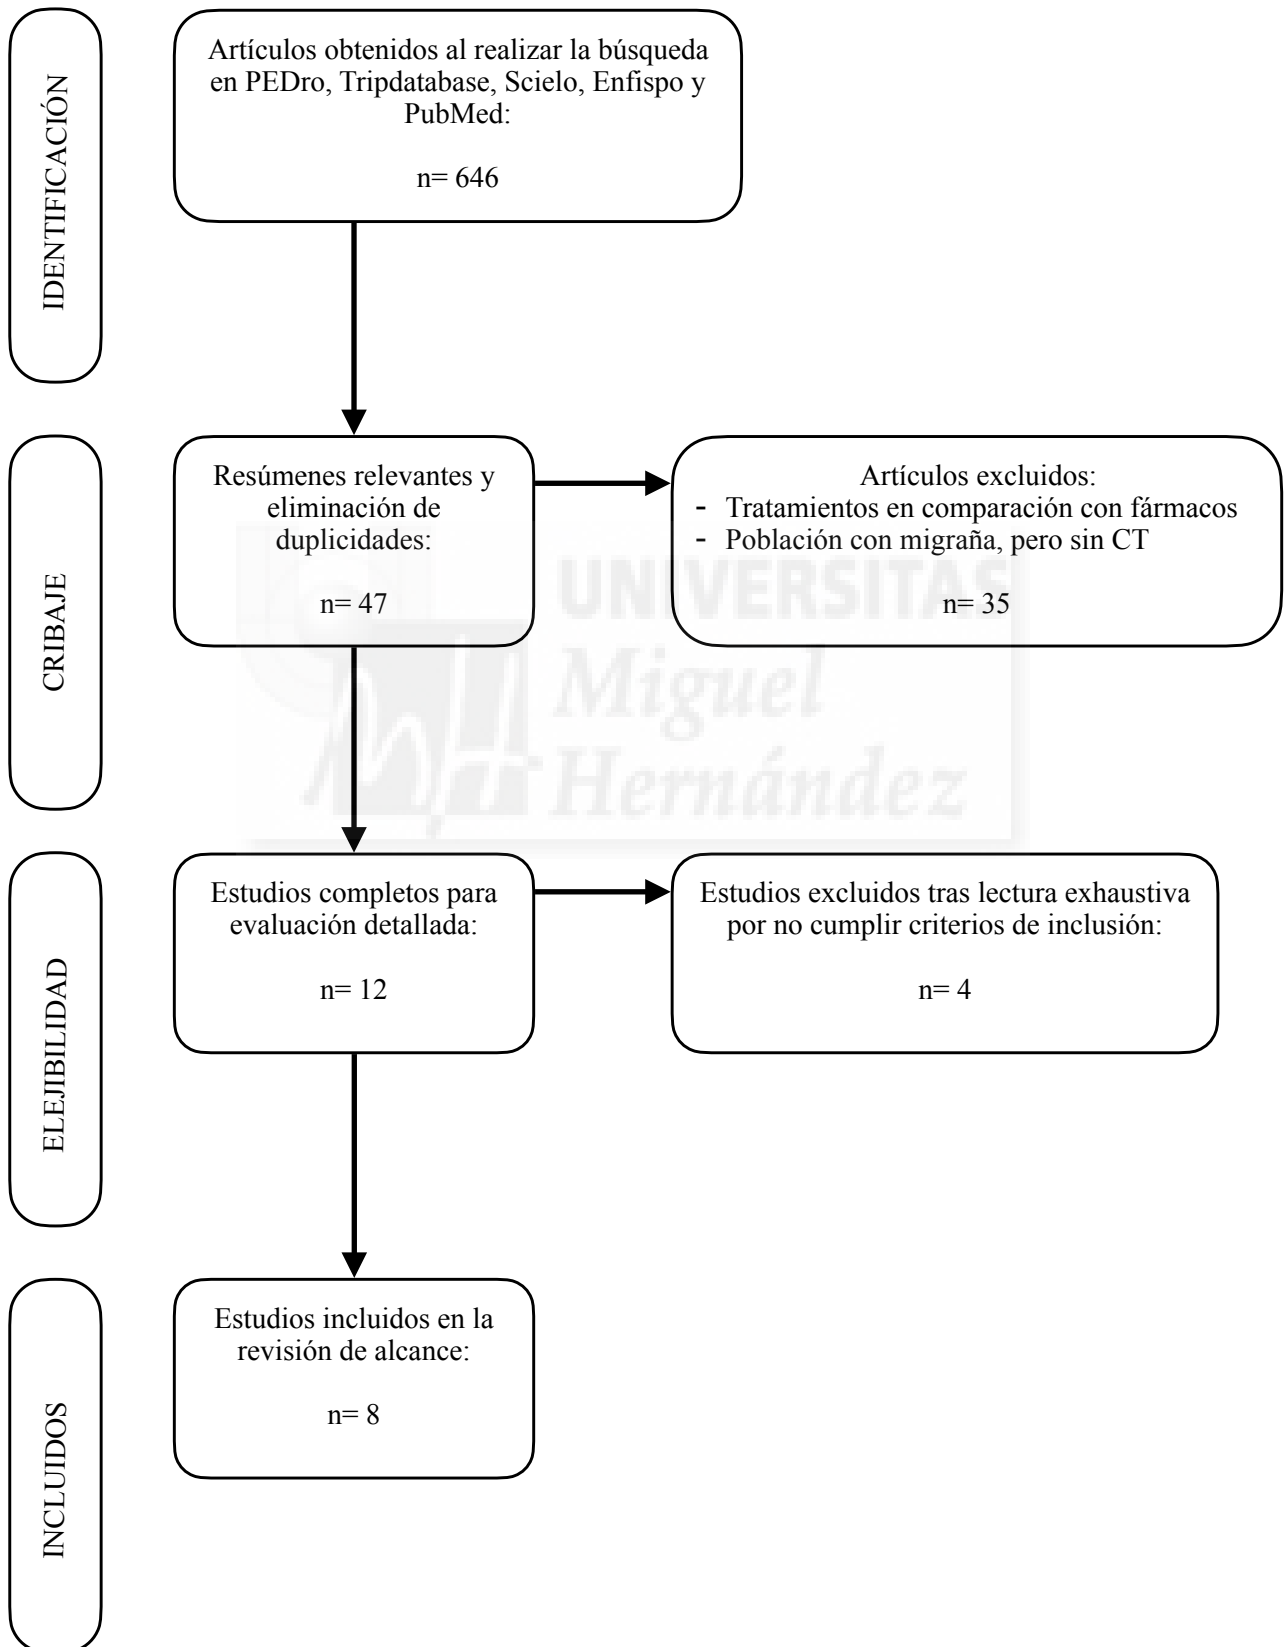 IDENTIFICACIÓN
Artículos obtenidos al realizar la búsqueda
en PEDro, Tripdatabase, Scielo, Enfispo y
PubMed:
n= 646
CRIBAJE
Resúmenes relevantes y
eliminación de
duplicidades:
n= 47
Artículos excluidos:
- Tratamientos en comparación con fármacos
- Población con migraña, pero sin CT
n= 35
UNIVERSITAS
Miguel
Hernández
ELEJIBILIDAD
Estudios completos para
evaluación detallada:
n= 12
Estudios excluidos tras lectura exhaustiva
por no cumplir criterios de inclusión:
n= 4
INCLUIDOS
Estudios incluidos en la
revisión de alcance:
n= 8